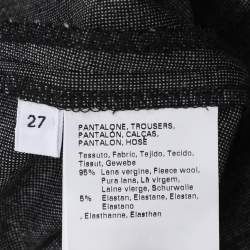 27
PANTALONE, TROUSERS,
PANTALÓN, CALÇAS,
PANTALON, HOSE
Tessuto, Fabric, Tejido, Tecido,
Tissut, Gewebe
95% Lana vergine, Fleece wool,
Pura lana, Lã virgem,
Laine vierge, Schurwolle
5% Elastan, Elastane, Elastan,
Elastano
, Elasthanne, Elasthan